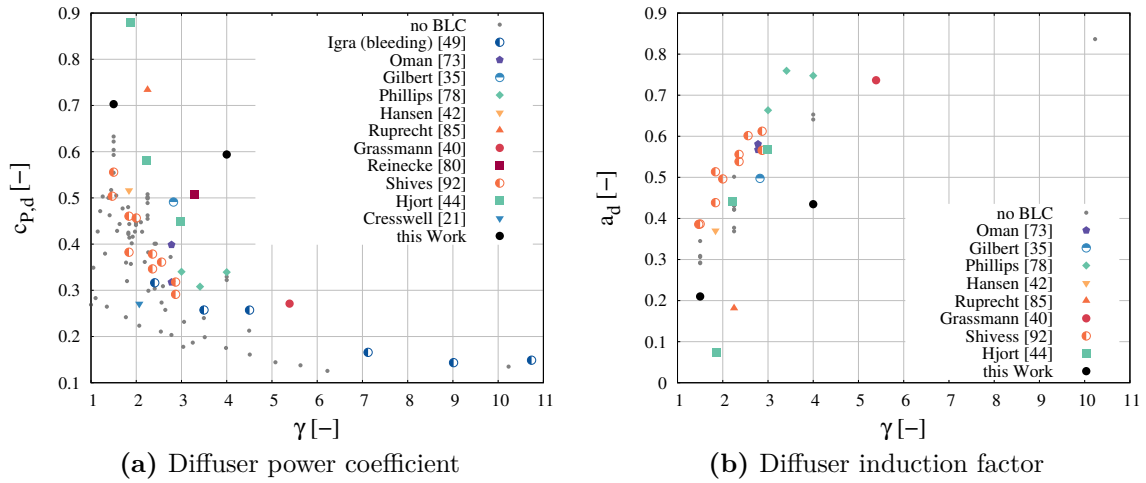 0.9
0.8
0.7
0.6
0.5
0.4
0.3
0.2
0.1
c_{P,d} [−]
1 2 3 4 5 6 7 8 9 10 11
γ [−]
no BLC
Igra (bleeding) [49]
Oman [73]
Gilbert [35]
Phillips [78]
Hansen [42]
Ruprecht [85]
Grassmann [40]
Reinecke [80]
Shives [92]
Hjort [44]
Cresswell [21]
this Work
(a) Diffuser power coefficient
0.9
0.8
0.7
0.6
0.5
0.4
0.3
0.2
0.1
0
a_d [−]
1 2 3 4 5 6 7 8 9 10 11
γ [−]
no BLC
Oman [73]
Gilbert [35]
Phillips [78]
Hansen [42]
Ruprecht [85]
Grassmann [40]
Shivess [92]
Hjort [44]
this Work
(b) Diffuser induction factor